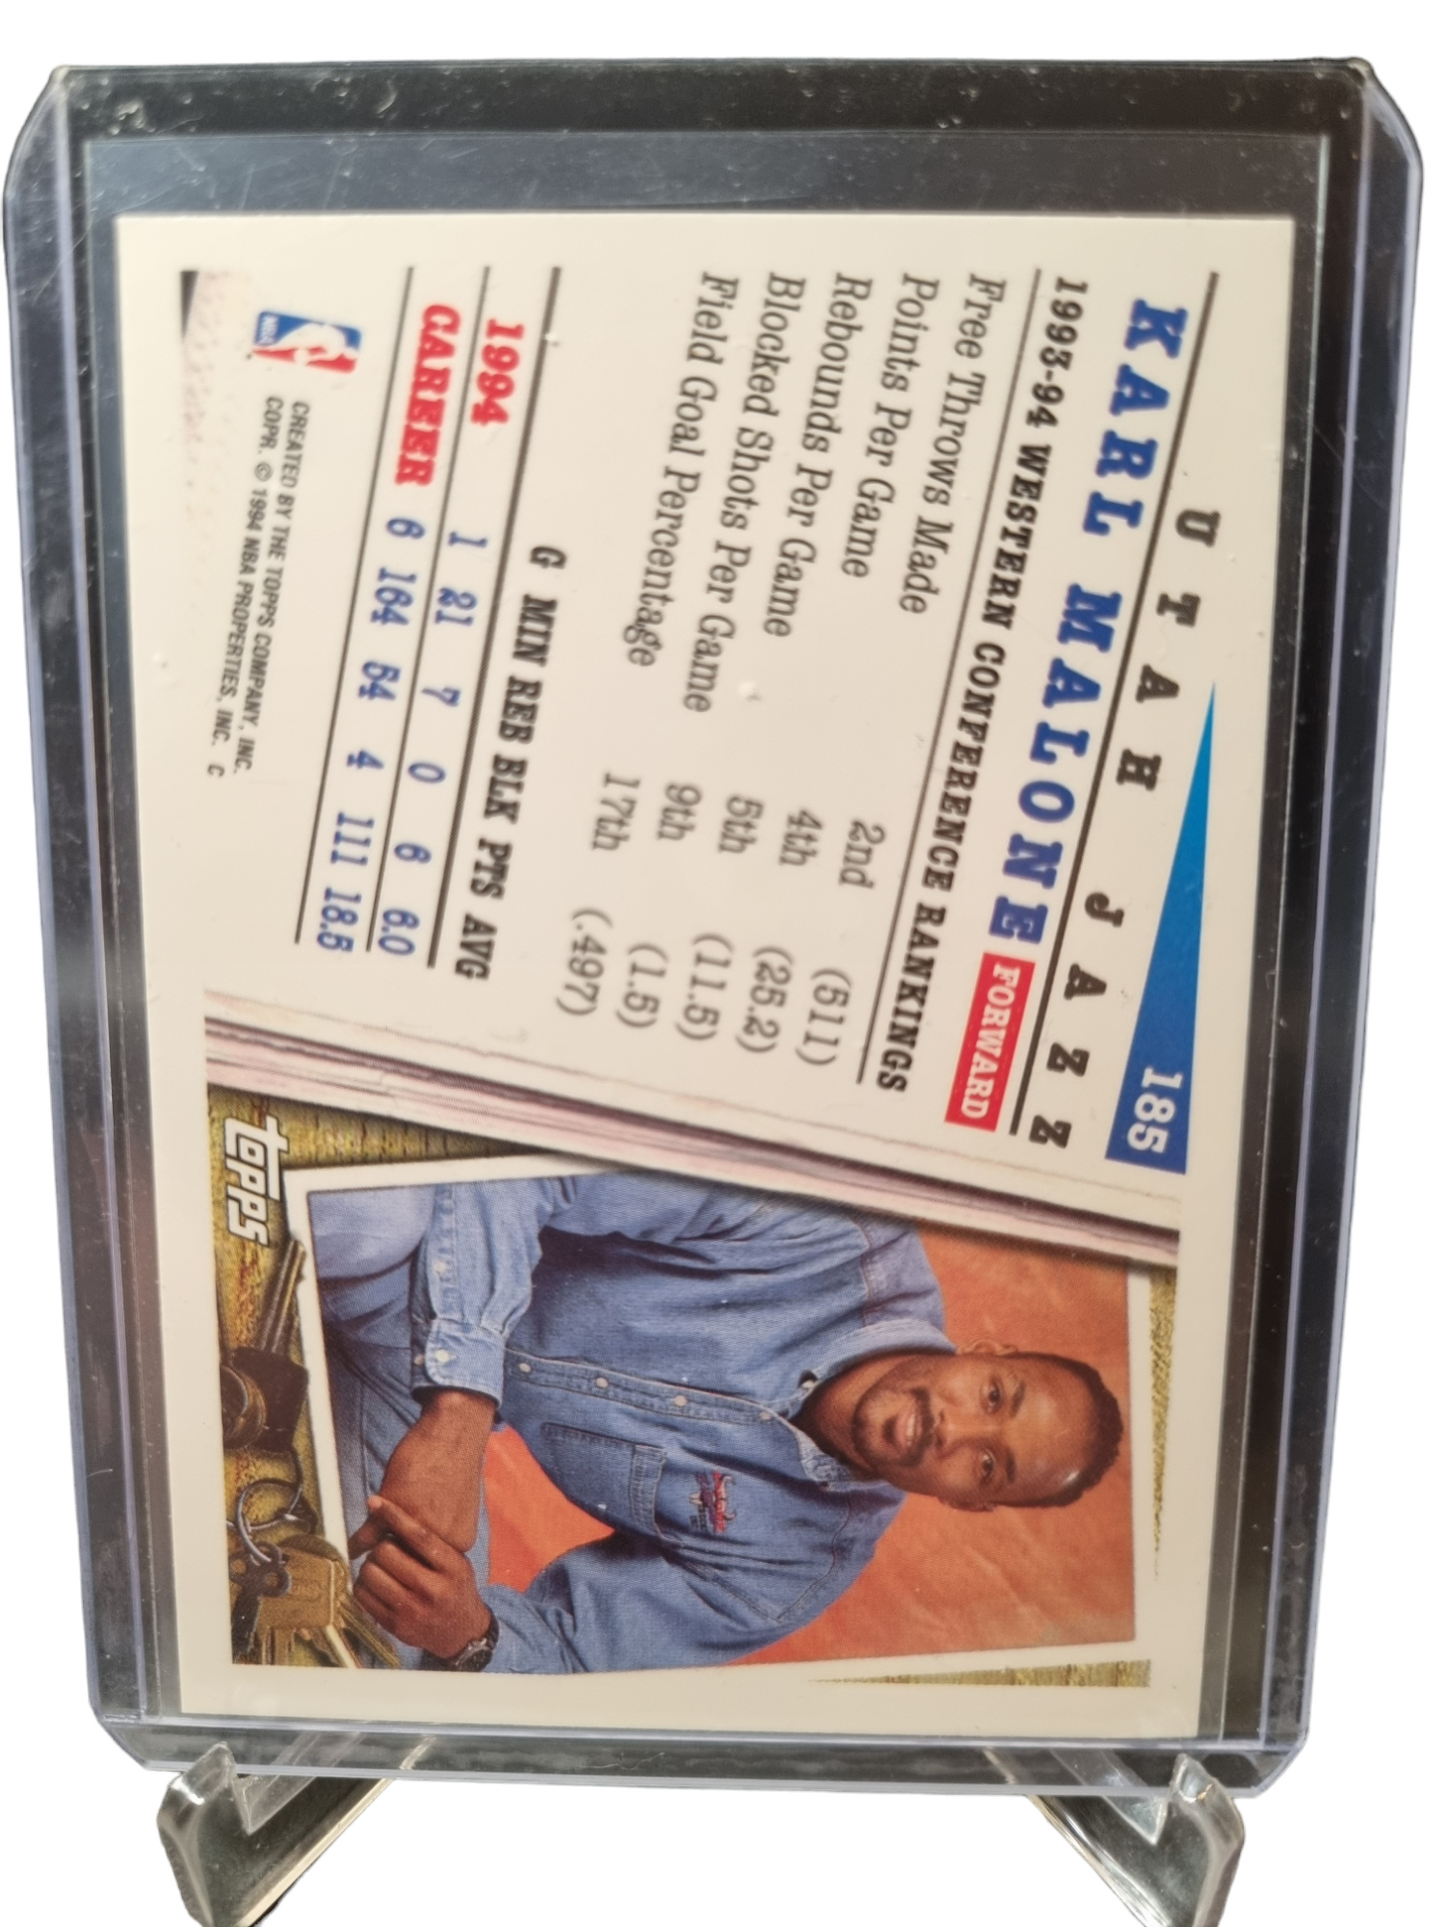 185
UTAH JAZZ
KARL MALONE FORWARD
1993-94 WESTERN CONFERENCE RANKINGS
Free Throws Made 2nd (511)
Points Per Game 4th (25.2)
Rebounds Per Game 5th (11.5)
Blocked Shots Per Game 9th (1.5)
Field Goal Percentage 17th (.497)
G MIN REB BLK PTS AVG
1994 1 21 7 0 6 6.0
CAREER 6 164 54 4 111 18.5
NBA
CREATED BY THE TOPPS COMPANY, INC.
COPR. © 1994 NBA PROPERTIES, INC. C
TOPPS